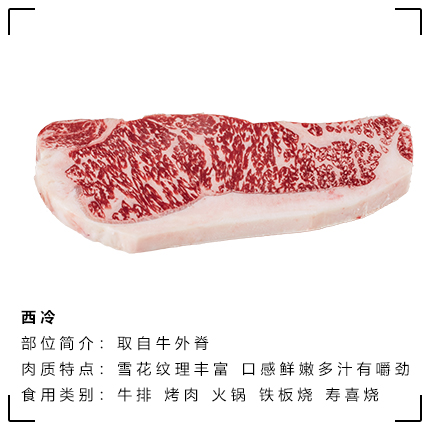 西冷
部位简介：取自牛外脊
肉质特点：雪花纹理丰富 口感鲜嫩多汁有嚼劲
食用类别：牛排 烤肉 火锅 铁板烧 寿喜烧